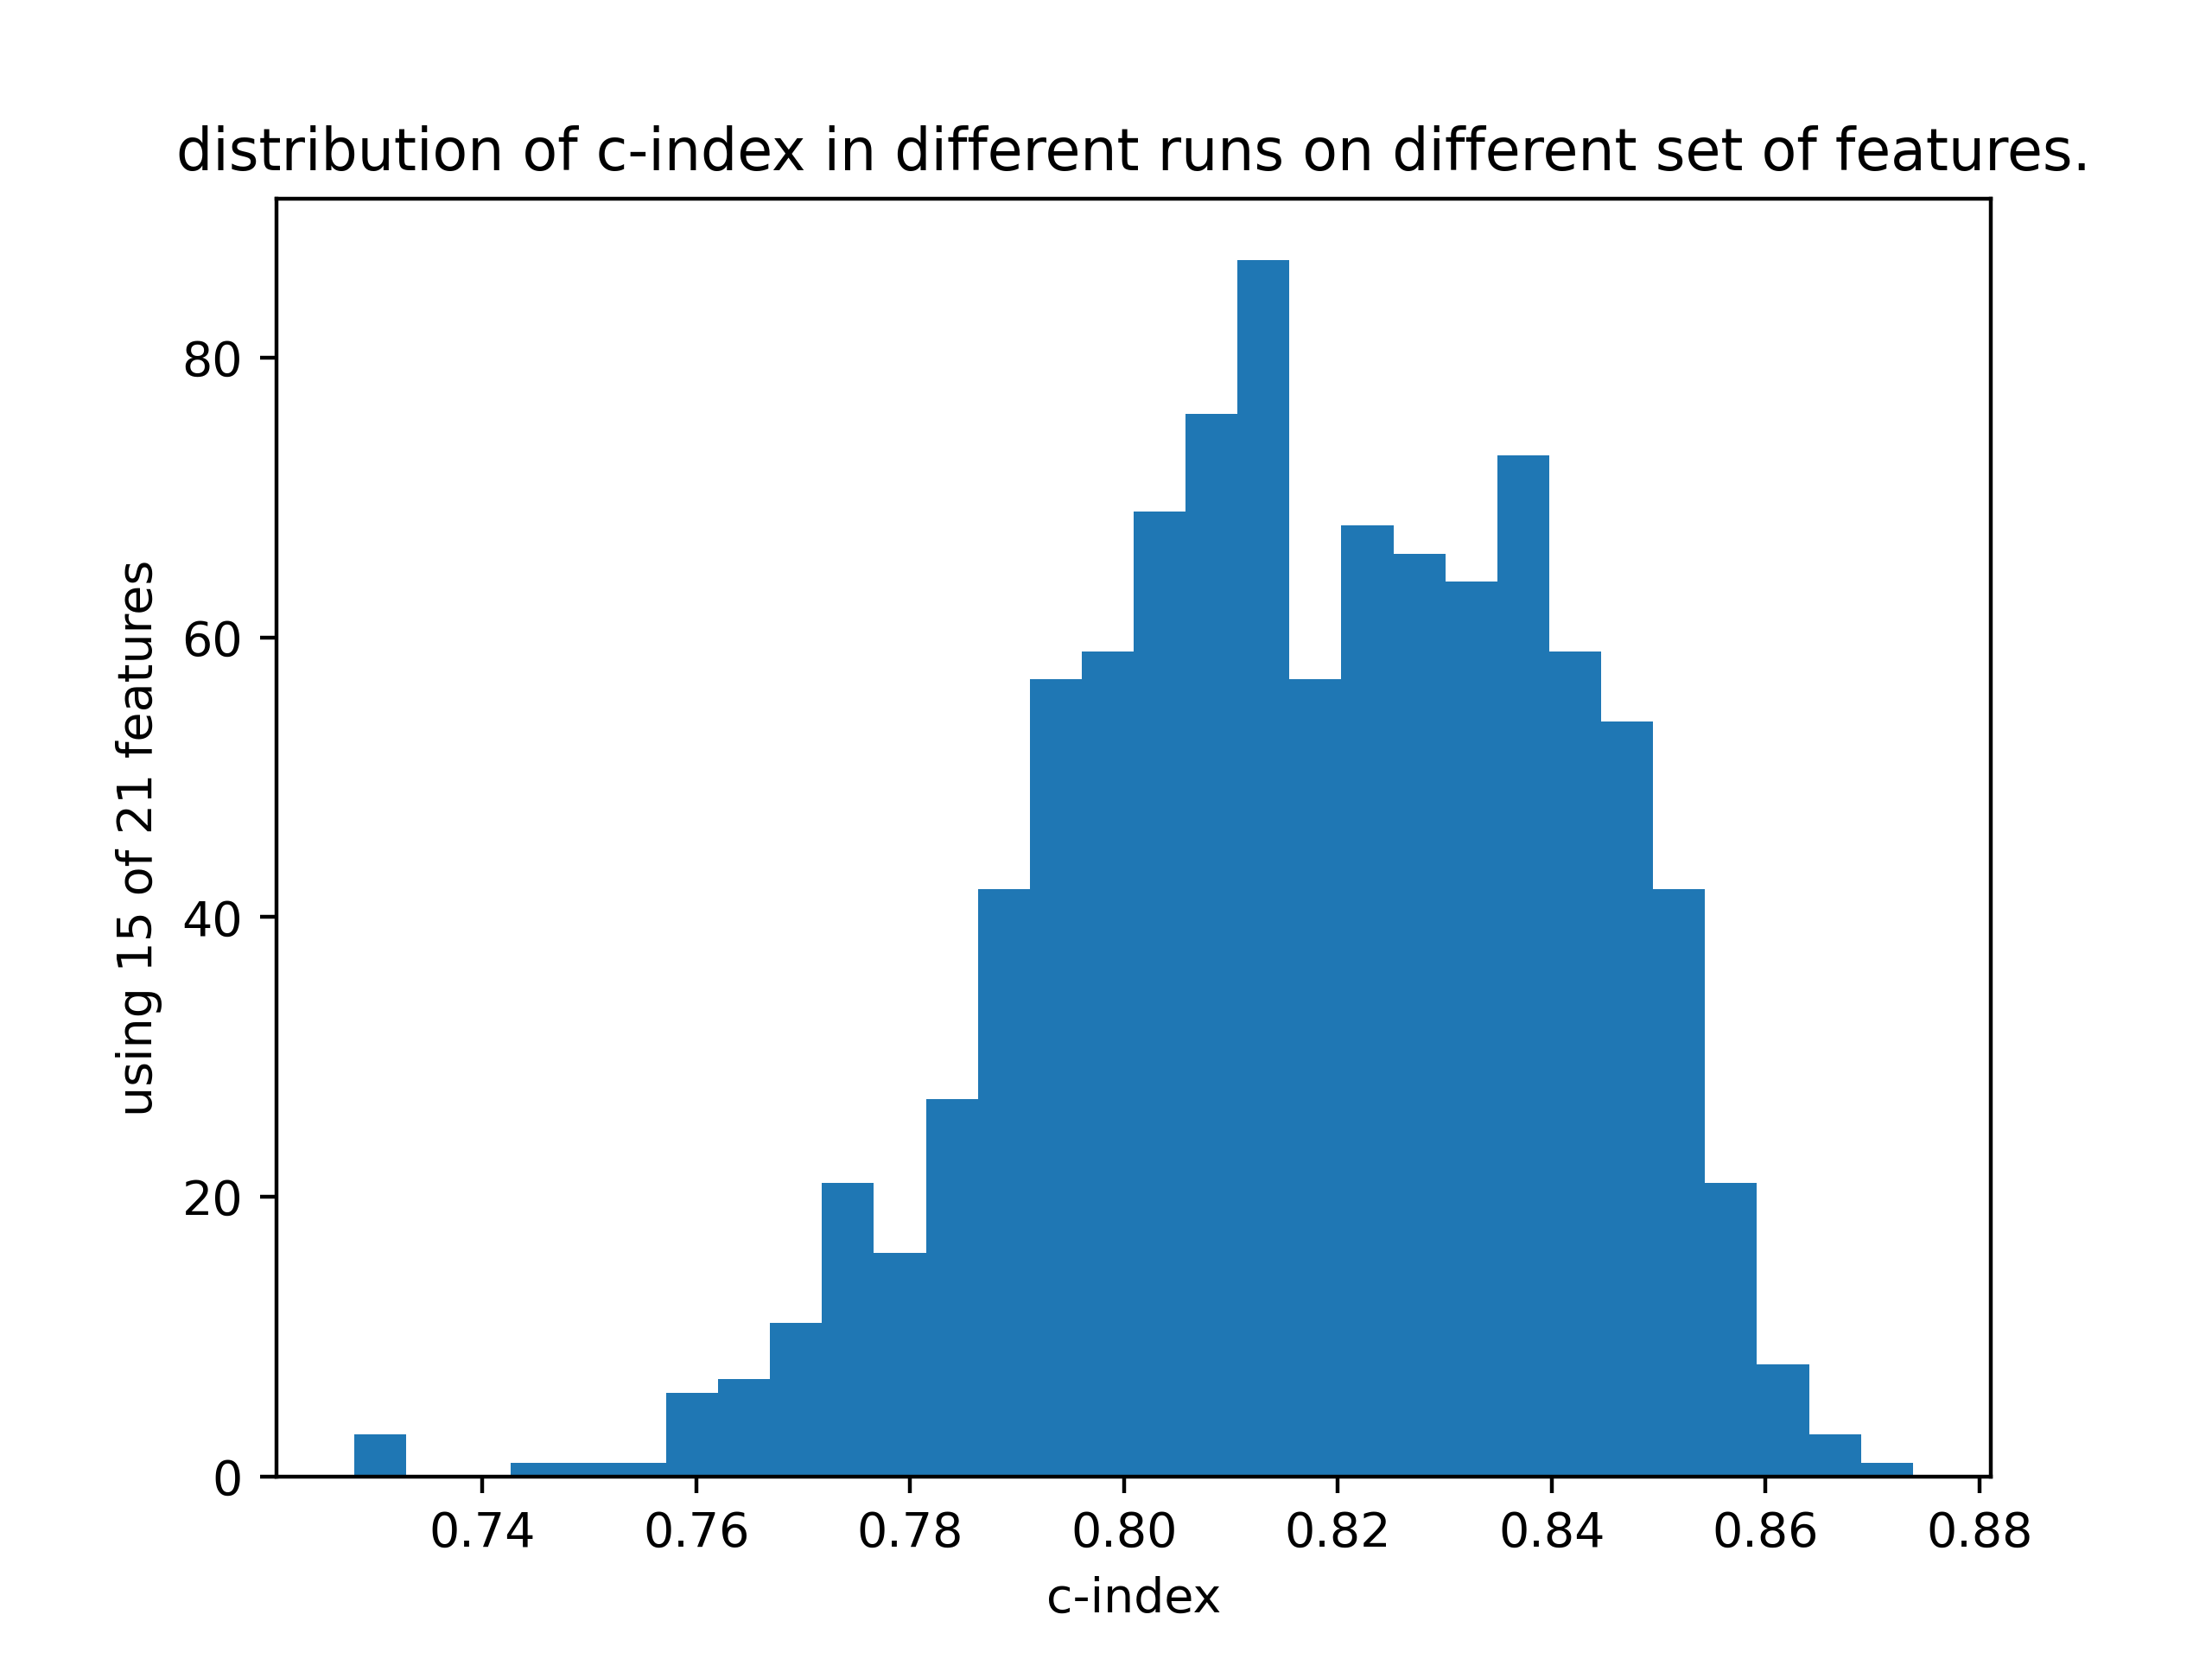 distribution of c-index in different runs on different set of features.
using 15 of 21 features
80
60
40
20
0
0.74 0.76 0.78 0.80 0.82 0.84 0.86 0.88
c-index